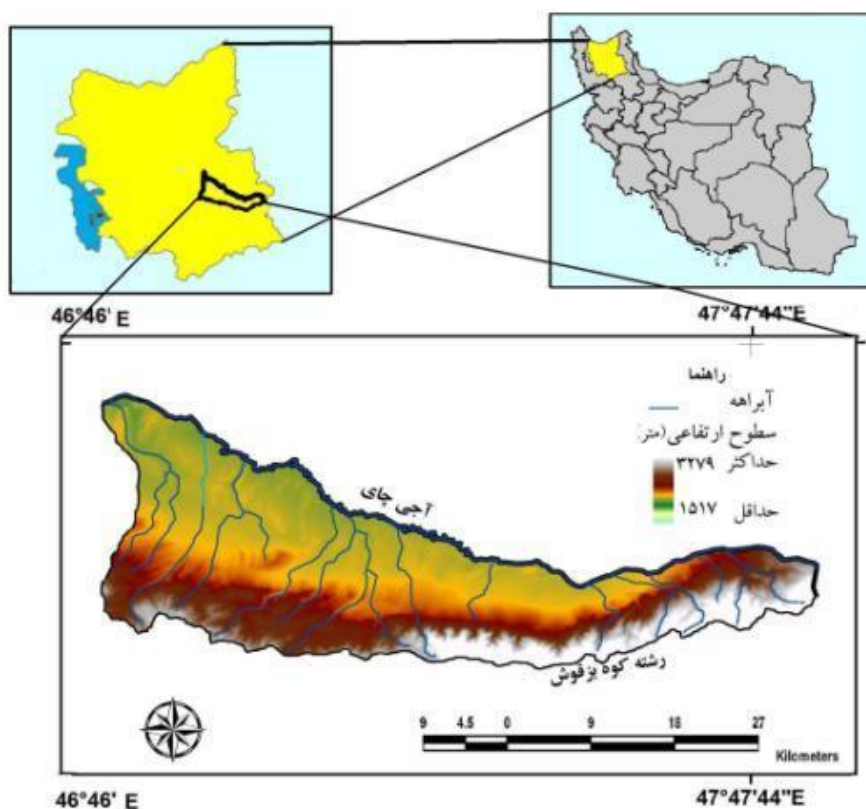 46°46' E
47°47'44"E
راهنما
آبراهه
سطوح ارتفاعی(متر:
حداکثر ۳۲۷۹
حداقل ۱۵۱۷
آجی چای
رشته کوه بزقوش
9 4.5 0 9 18 27
Kilometers
46°46' E
47°47'44"E